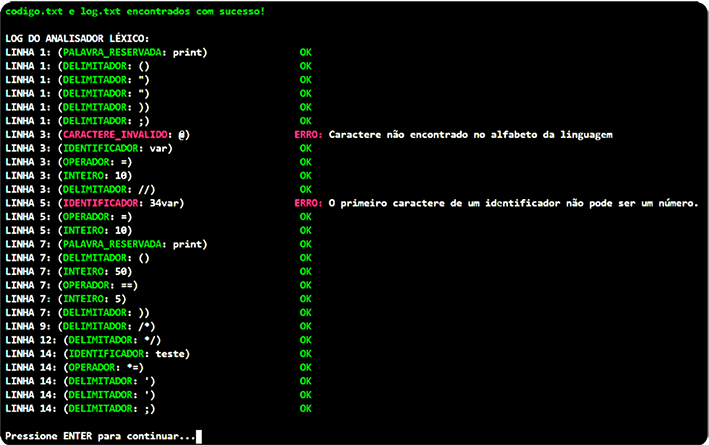 codigo.txt e log.txt encontrados com sucesso!
LOG DO ANALISADOR LÉXICO:
LINHA 1: (PALAVRA_RESERVADA: print) OK
LINHA 1: (DELIMITADOR: () OK
LINHA 1: (DELIMITADOR: ") OK
LINHA 1: (DELIMITADOR: ") OK
LINHA 1: (DELIMITADOR: )) OK
LINHA 1: (DELIMITADOR: ;) OK
LINHA 3: (CARACTERE_INVALIDO: @) ERRO: Caractere não encontrado no alfabeto da linguagem
LINHA 3: (IDENTIFICADOR: var) OK
LINHA 3: (OPERADOR: =) OK
LINHA 3: (INTEIRO: 10) OK
LINHA 3: (DELIMITADOR: //) OK
LINHA 5: (IDENTIFICADOR: 34var) ERRO: O primeiro caractere de um identificador não pode ser um número.
LINHA 5: (OPERADOR: =) OK
LINHA 5: (INTEIRO: 10) OK
LINHA 7: (PALAVRA_RESERVADA: print) OK
LINHA 7: (DELIMITADOR: () OK
LINHA 7: (INTEIRO: 50) OK
LINHA 7: (OPERADOR: ==) OK
LINHA 7: (INTEIRO: 5) OK
LINHA 7: (DELIMITADOR: )) OK
LINHA 9: (DELIMITADOR: /*) OK
LINHA 12: (DELIMITADOR: */) OK
LINHA 14: (IDENTIFICADOR: teste) OK
LINHA 14: (OPERADOR: *=) OK
LINHA 14: (DELIMITADOR: ') OK
LINHA 14: (DELIMITADOR: ') OK
LINHA 14: (DELIMITADOR: ;) OK
Pressione ENTER para continuar...